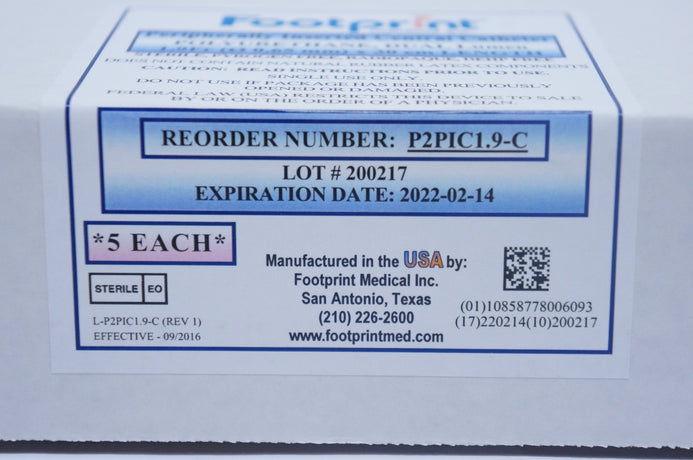 Footprint
Peripherally Inserted Central Catheter
POLYURETHANE, DUAL Lumen
DOES NOT CONTAIN NATURAL RUBBER LATEX COMPONENTS
CAUTION: READ INSTRUCTIONS PRIOR TO USE.
SINGLE USE ONLY
DO NOT USE IF PACKAGE HAS BEEN PREVIOUSLY
OPENED OR DAMAGED.
FEDERAL LAW (USA) RESTRICTS THIS DEVICE TO SALE
BY OR ON THE ORDER OF A PHYSICIAN.
REORDER NUMBER: P2PIC1.9-C
LOT # 200217
EXPIRATION DATE: 2022-02-14
*5 EACH*
STERILE EO
L-P2PIC1.9-C (REV 1)
EFFECTIVE - 09/2016
Manufactured in the USA by:
Footprint Medical Inc.
San Antonio, Texas
(210) 226-2600
www.footprintmed.com
(01)10858778006093
(17)220214(10)200217